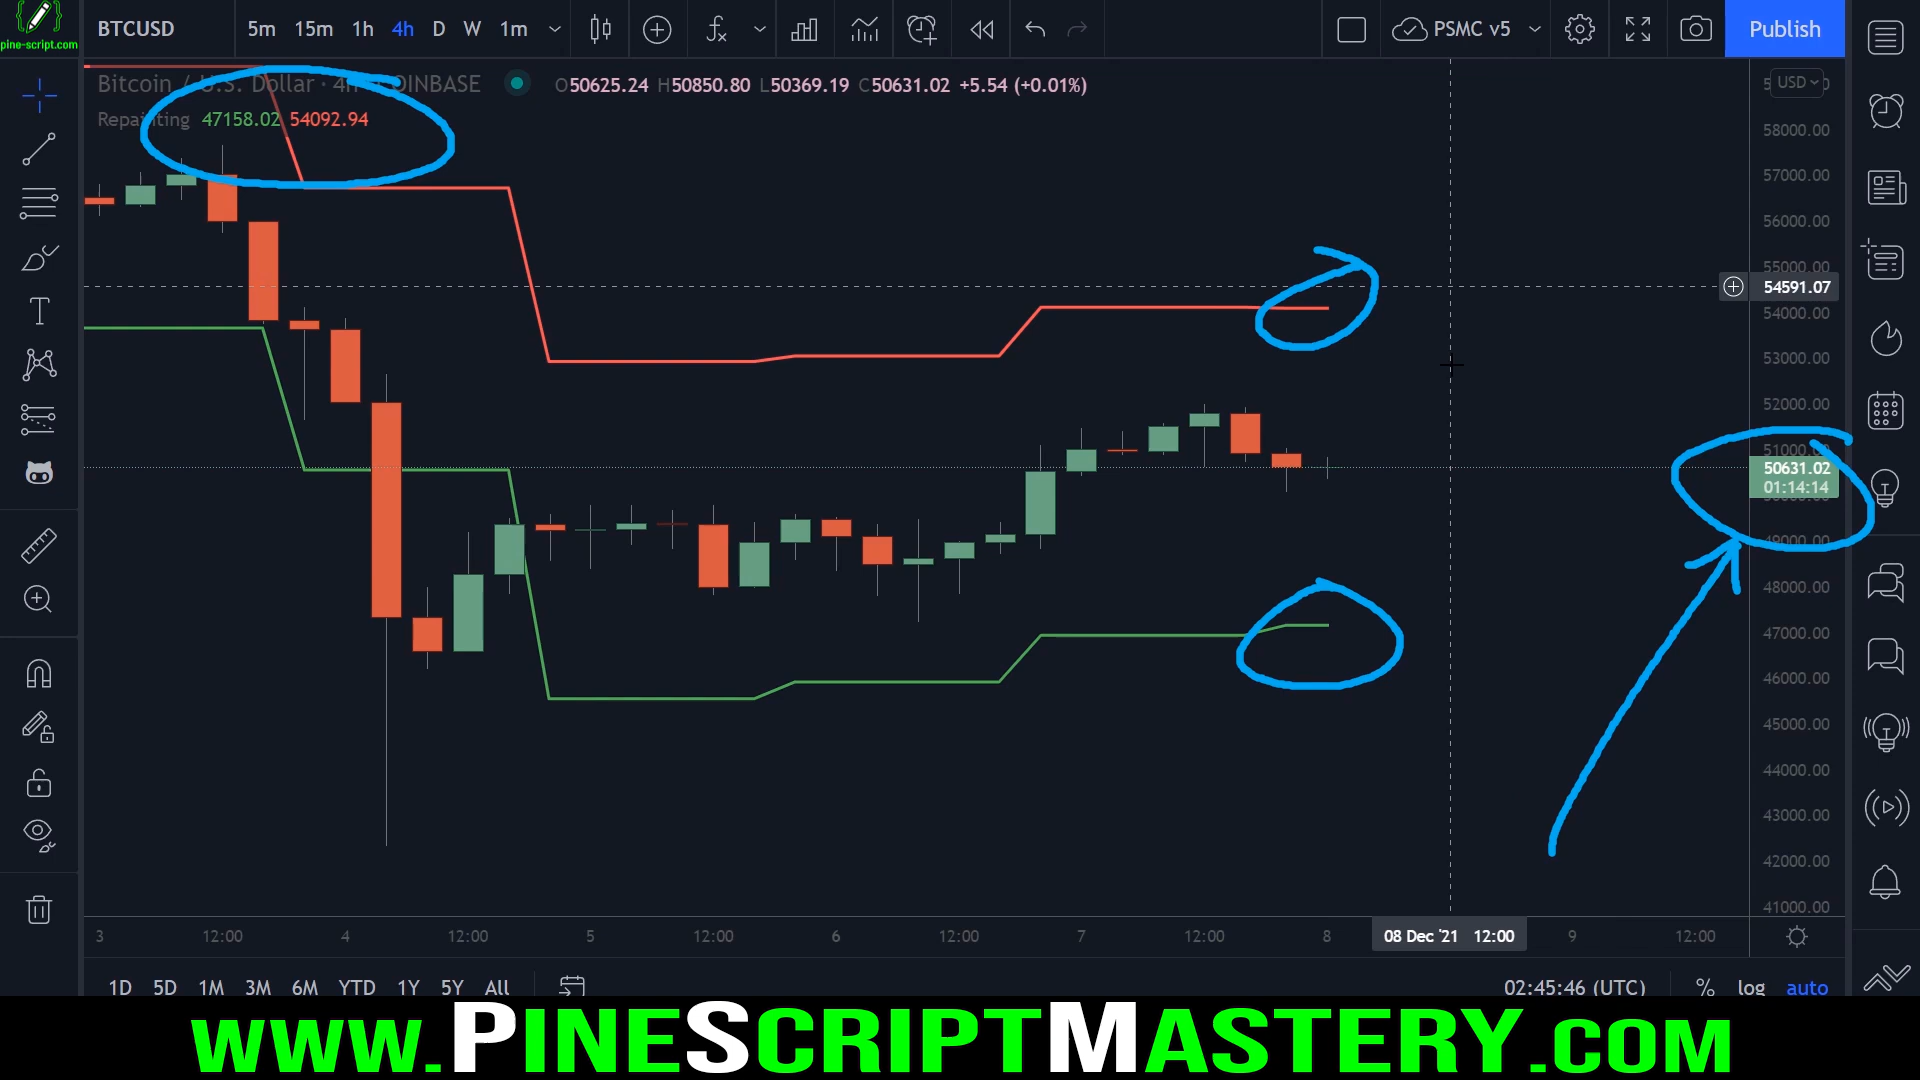 pine-script.com
BTCUSD 5m 15m 1h 4h D W 1m PSMC v5 Publish
Bitcoin / U.S. Dollar · 4h COINBASE O50625.24 H50850.80 L50369.19 C50631.02 +5.54 (+0.01%) USD
Repainting 47158.02 54092.94
58000.00
57000.00
56000.00
55000.00
54591.07
54000.00
53000.00
52000.00
51000.00
50631.02
01:14:14
49000.00
48000.00
47000.00
46000.00
45000.00
44000.00
43000.00
42000.00
41000.00
3 12:00 4 12:00 5 12:00 6 12:00 7 12:00 8 08 Dec '21 12:00 9 12:00
1D 5D 1M 3M 6M YTD 1Y 5Y All 02:45:46 (UTC) % log auto
www.PineScriptMastery.com